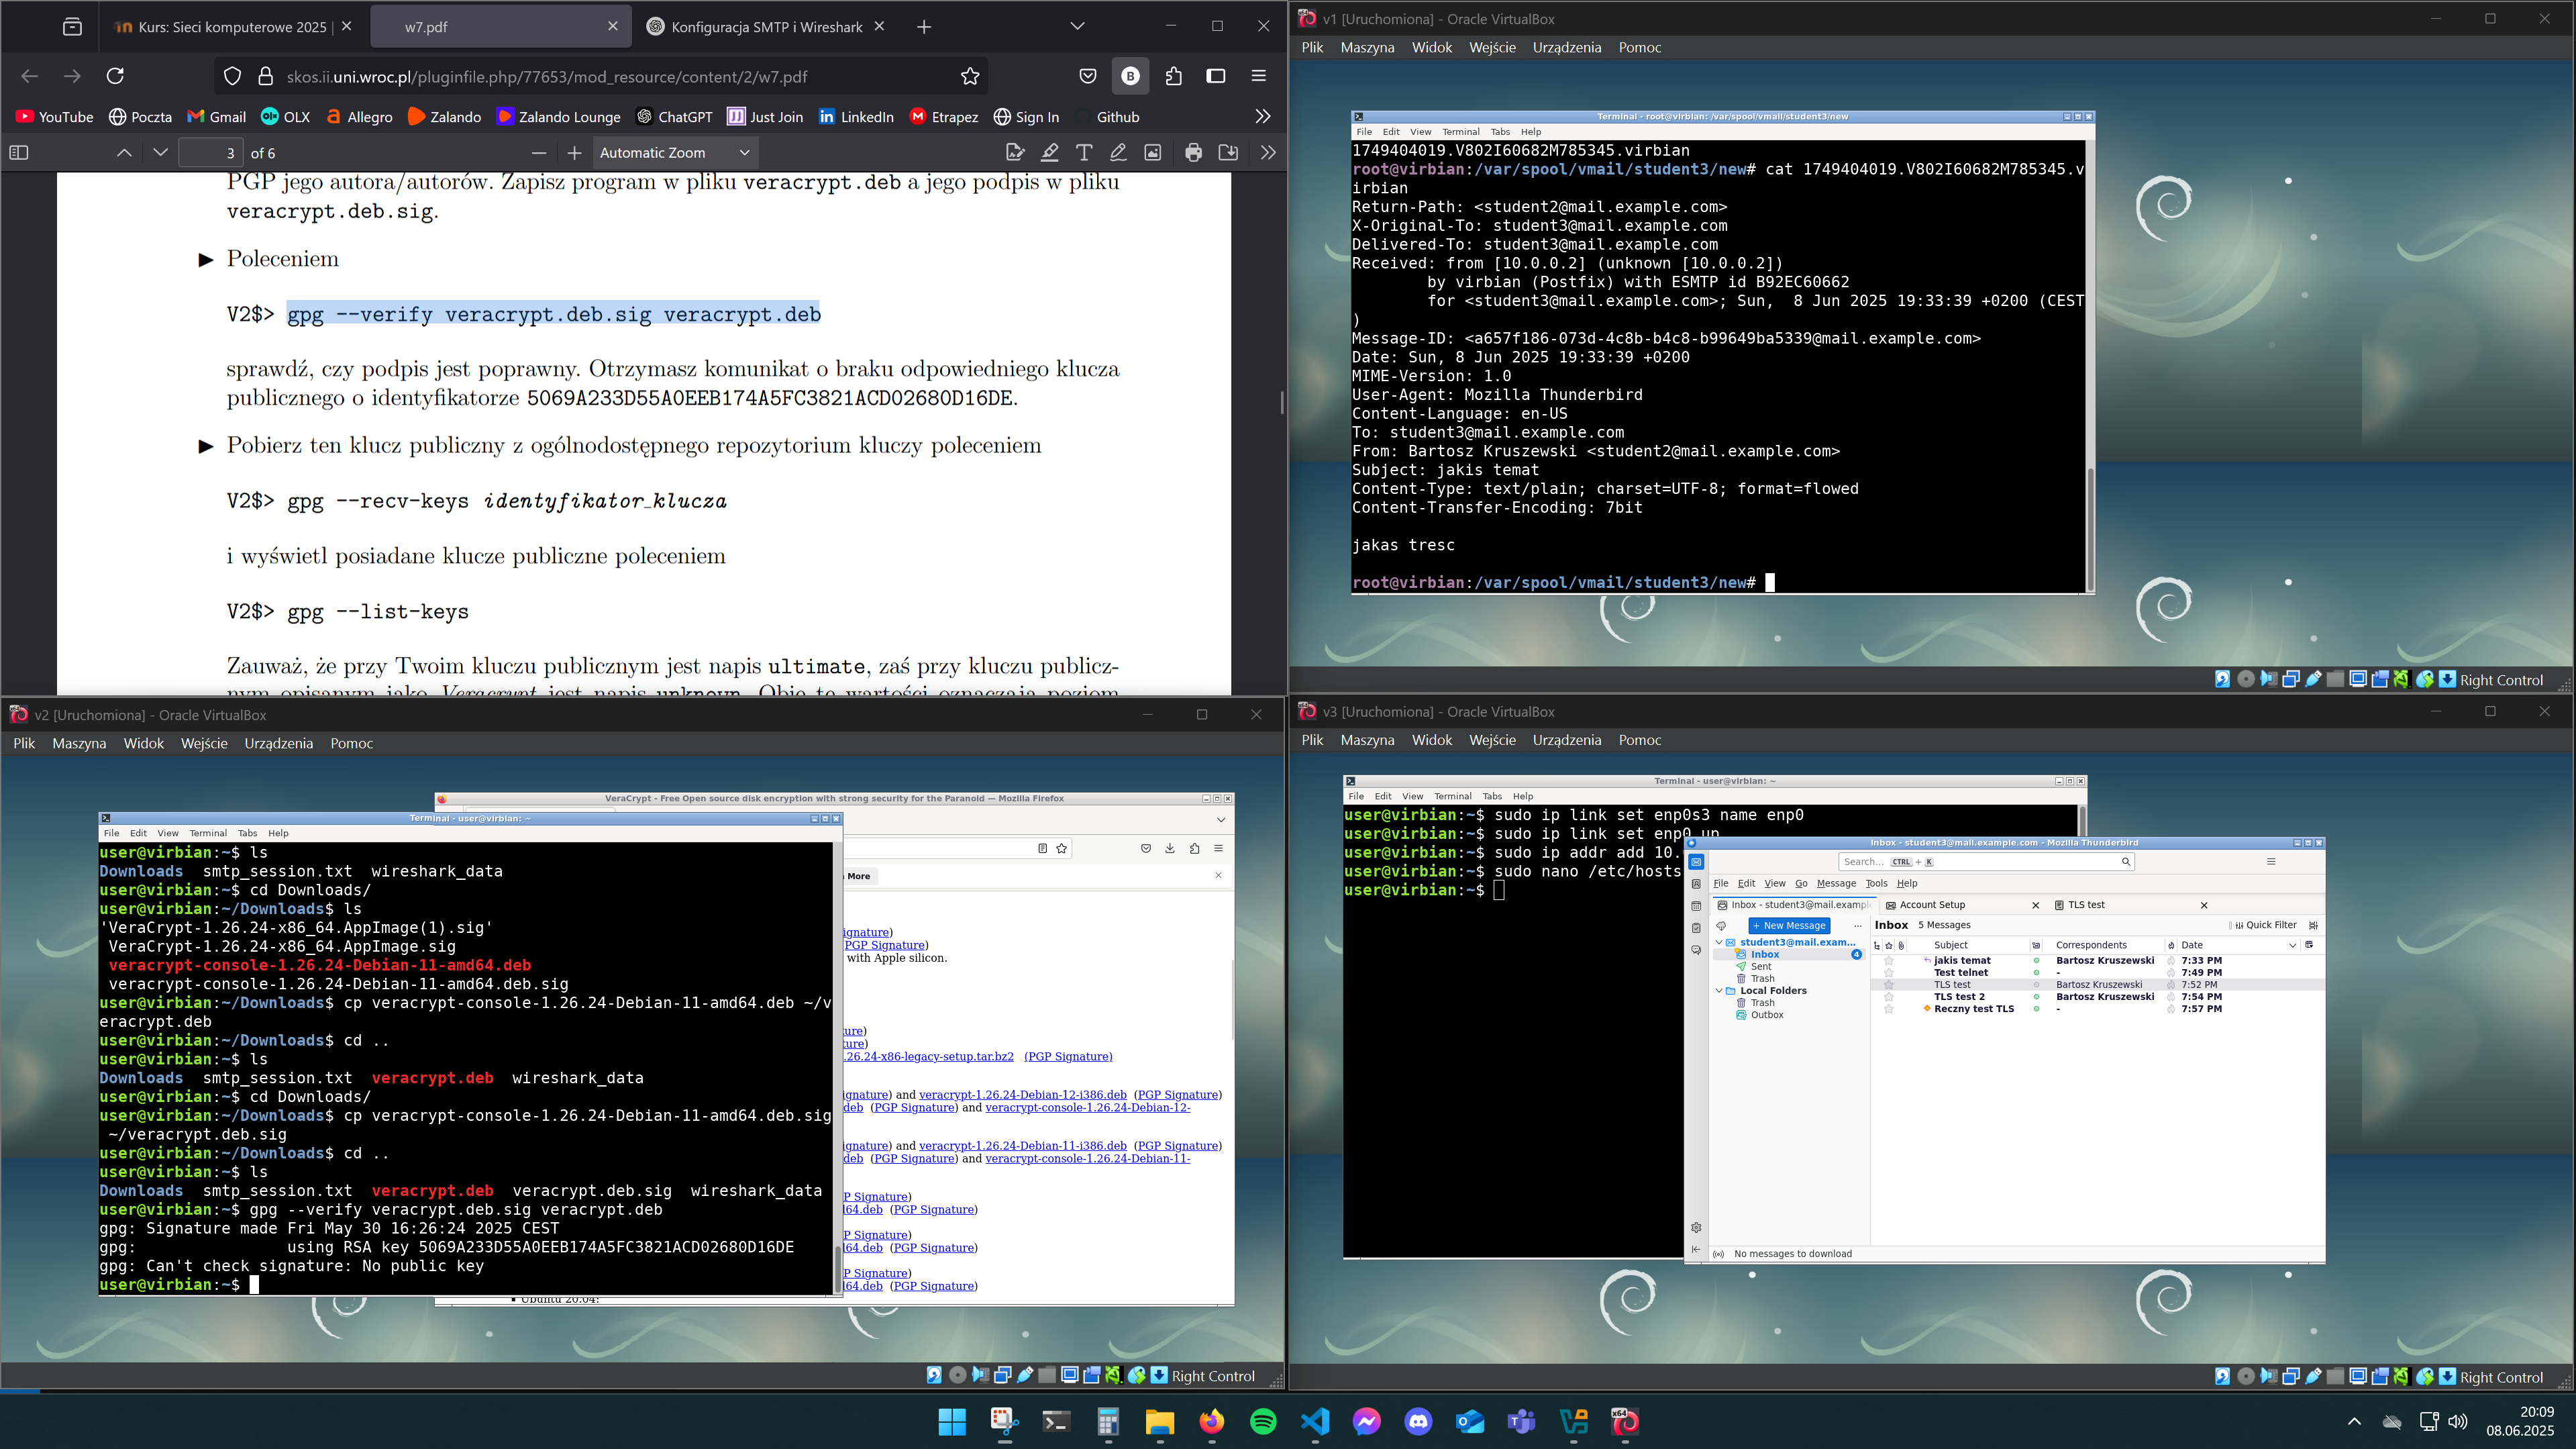 Kurs: Sieci komputerowe 2025 |
w7.pdf
Konfiguracja SMTP i Wireshark
skos.ii.uni.wroc.pl/pluginfile.php/77653/mod_resource/content/2/w7.pdf
YouTube Poczta Gmail OLX Allegro Zalando Zalando Lounge ChatGPT Just Join LinkedIn Etrapez Sign In Github
3 of 6 Automatic Zoom
PGP jego autora/autorów. Zapisz program w pliku veracrypt.deb a jego podpis w pliku
veracrypt.deb.sig.
► Poleceniem
V2$> gpg --verify veracrypt.deb.sig veracrypt.deb
sprawdź, czy podpis jest poprawny. Otrzymasz komunikat o braku odpowiedniego klucza
publicznego o identyfikatorze 5069A233D55A0EEB174A5FC3821ACD02680D16DE.
► Pobierz ten klucz publiczny z ogólnodostępnego repozytorium kluczy poleceniem
V2$> gpg --recv-keys identyfikator_klucza
i wyświetl posiadane klucze publiczne poleceniem
V2$> gpg --list-keys
Zauważ, że przy Twoim kluczu publicznym jest napis ultimate, zaś przy kluczu publicz-
nym opisanym jako Veracrypt jest napis unknown. Obie te wartości oznaczają poziom
v1 [Uruchomiona] - Oracle VirtualBox
Plik Maszyna Widok Wejście Urządzenia Pomoc
Terminal - root@virbian: /var/spool/vmail/student3/new
File Edit View Terminal Tabs Help
1749404019.V802I60682M785345.virbian
root@virbian:/var/spool/vmail/student3/new# cat 1749404019.V802I60682M785345.v
irbian
Return-Path: <student2@mail.example.com>
X-Original-To: student3@mail.example.com
Delivered-To: student3@mail.example.com
Received: from [10.0.0.2] (unknown [10.0.0.2])
by virbian (Postfix) with ESMTP id B92EC60662
for <student3@mail.example.com>; Sun,  8 Jun 2025 19:33:39 +0200 (CEST
)
Message-ID: <a657f186-073d-4c8b-b4c8-b99649ba5339@mail.example.com>
Date: Sun, 8 Jun 2025 19:33:39 +0200
MIME-Version: 1.0
User-Agent: Mozilla Thunderbird
Content-Language: en-US
To: student3@mail.example.com
From: Bartosz Kruszewski <student2@mail.example.com>
Subject: jakis temat
Content-Type: text/plain; charset=UTF-8; format=flowed
Content-Transfer-Encoding: 7bit
jakas tresc
root@virbian:/var/spool/vmail/student3/new#
Right Control
v2 [Uruchomiona] - Oracle VirtualBox
Plik Maszyna Widok Wejście Urządzenia Pomoc
VeraCrypt - Free Open source disk encryption with strong security for the Paranoid — Mozilla Firefox
Terminal - user@virbian: ~
File Edit View Terminal Tabs Help
user@virbian:~$ ls
Downloads  smtp_session.txt  wireshark_data
user@virbian:~$ cd Downloads/
user@virbian:~/Downloads$ ls
'VeraCrypt-1.26.24-x86_64.AppImage(1).sig'
VeraCrypt-1.26.24-x86_64.AppImage.sig
veracrypt-console-1.26.24-Debian-11-amd64.deb
veracrypt-console-1.26.24-Debian-11-amd64.deb.sig
user@virbian:~/Downloads$ cp veracrypt-console-1.26.24-Debian-11-amd64.deb ~/v
eracrypt.deb
user@virbian:~/Downloads$ cd ..
user@virbian:~$ ls
Downloads  smtp_session.txt  veracrypt.deb  wireshark_data
user@virbian:~$ cd Downloads/
user@virbian:~/Downloads$ cp veracrypt-console-1.26.24-Debian-11-amd64.deb.sig
~/veracrypt.deb.sig
user@virbian:~/Downloads$ cd ..
user@virbian:~$ ls
Downloads  smtp_session.txt  veracrypt.deb  veracrypt.deb.sig  wireshark_data
user@virbian:~$ gpg --verify veracrypt.deb.sig veracrypt.deb
gpg: Signature made Fri May 30 16:26:24 2025 CEST
gpg:                using RSA key 5069A233D55A0EEB174A5FC3821ACD02680D16DE
gpg: Can't check signature: No public key
user@virbian:~$
More
ignature)
PGP Signature)
with Apple silicon.
ure)
ture)
.26.24-x86-legacy-setup.tar.bz2 (PGP Signature)
ignature) and veracrypt-1.26.24-Debian-12-i386.deb (PGP Signature)
deb (PGP Signature) and veracrypt-console-1.26.24-Debian-12-
ignature) and veracrypt-1.26.24-Debian-11-i386.deb (PGP Signature)
deb (PGP Signature) and veracrypt-console-1.26.24-Debian-11-
P Signature)
64.deb (PGP Signature)
P Signature)
64.deb (PGP Signature)
P Signature)
64.deb (PGP Signature)
Ubuntu 20.04:
Right Control
v3 [Uruchomiona] - Oracle VirtualBox
Plik Maszyna Widok Wejście Urządzenia Pomoc
Terminal - user@virbian: ~
File Edit View Terminal Tabs Help
user@virbian:~$ sudo ip link set enp0s3 name enp0
user@virbian:~$ sudo ip link set enp0 up
user@virbian:~$ sudo ip addr add 10.
user@virbian:~$ sudo nano /etc/hosts
user@virbian:~$
Inbox - student3@mail.example.com - Mozilla Thunderbird
Search... CTRL + K
File Edit View Go Message Tools Help
Inbox - student3@mail.exampl Account Setup TLS test
+ New Message
Inbox 5 Messages Quick Filter
student3@mail.exam...
Inbox 4
Sent
Trash
Local Folders
Trash
Outbox
Subject Correspondents Date
jakis temat Bartosz Kruszewski 7:33 PM
Test telnet - 7:49 PM
TLS test Bartosz Kruszewski 7:52 PM
TLS test 2 Bartosz Kruszewski 7:54 PM
Reczny test TLS - 7:57 PM
No messages to download
Right Control
20:09
08.06.2025